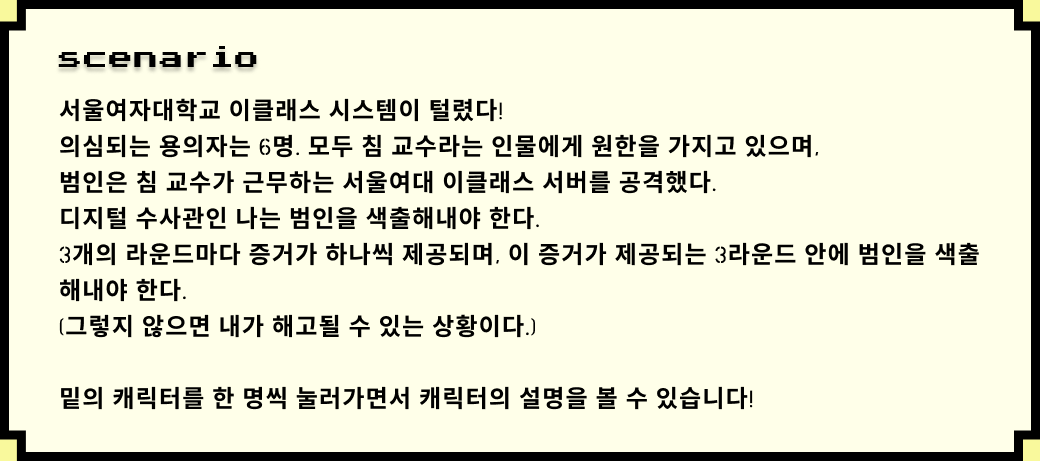 scenario
서울여자대학교 이클래스 시스템이 털렸다!
의심되는 용의자는 6명. 모두 침 교수라는 인물에게 원한을 가지고 있으며,
범인은 침 교수가 근무하는 서울여대 이클래스 서버를 공격했다.
디지털 수사관인 나는 범인을 색출해내야 한다.
3개의 라운드마다 증거가 하나씩 제공되며, 이 증거가 제공되는 3라운드 안에 범인을 색출
해내야 한다.
(그렇지 않으면 내가 해고될 수 있는 상황이다.)
밑의 캐릭터를 한 명씩 눌러가면서 캐릭터의 설명을 볼 수 있습니다!